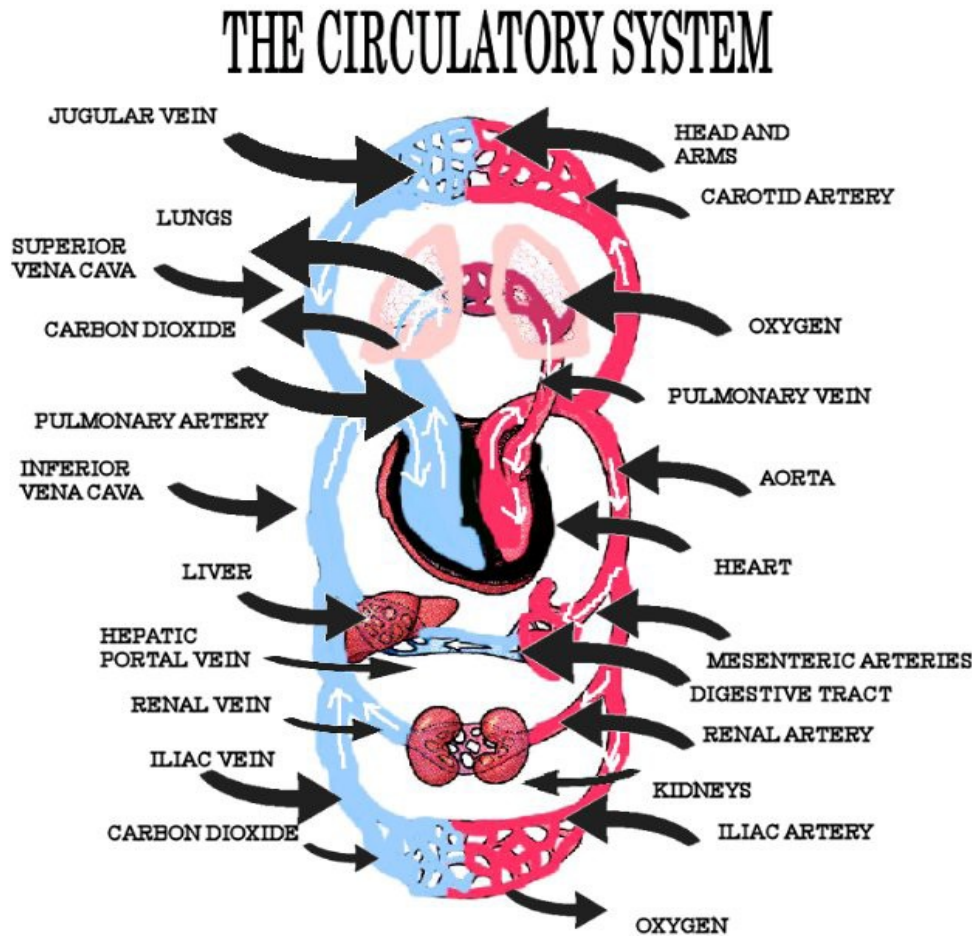 THE CIRCULATORY SYSTEM
JUGULAR VEIN
HEAD AND
ARMS
CAROTID ARTERY
LUNGS
SUPERIOR
VENA CAVA
CARBON DIOXIDE
OXYGEN
PULMONARY VEIN
PULMONARY ARTERY
INFERIOR
VENA CAVA
AORTA
HEART
LIVER
HEPATIC
PORTAL VEIN
MESENTERIC ARTERIES
DIGESTIVE TRACT
RENAL VEIN
RENAL ARTERY
ILIAC VEIN
KIDNEYS
CARBON DIOXIDE
ILIAC ARTERY
OXYGEN